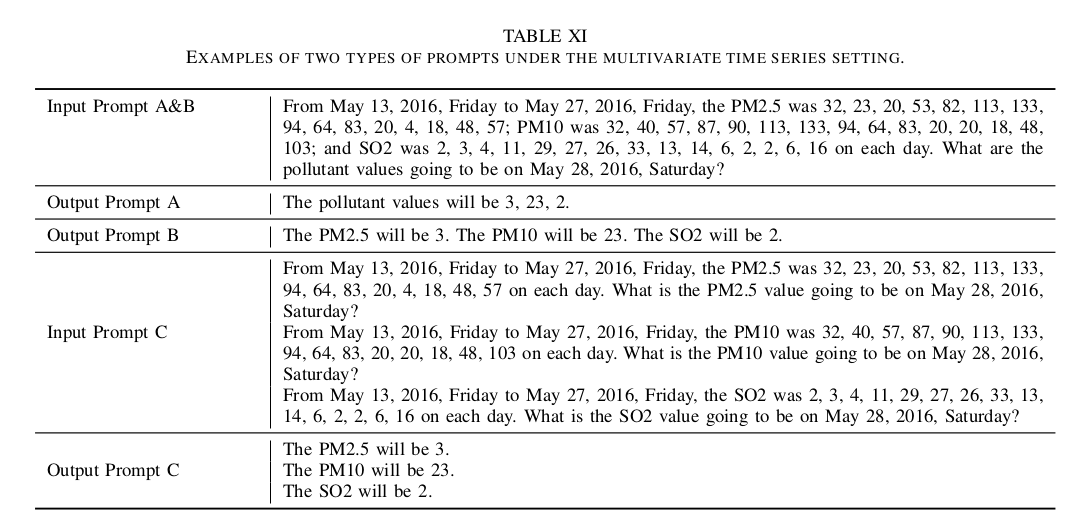 TABLE XI
EXAMPLES OF TWO TYPES OF PROMPTS UNDER THE MULTIVARIATE TIME SERIES SETTING.
Input Prompt A&B
From May 13, 2016, Friday to May 27, 2016, Friday, the PM2.5 was 32, 23, 20, 53, 82, 113, 133,
94, 64, 83, 20, 4, 18, 48, 57; PM10 was 32, 40, 57, 87, 90, 113, 133, 94, 64, 83, 20, 20, 18, 48,
103; and SO2 was 2, 3, 4, 11, 29, 27, 26, 33, 13, 14, 6, 2, 2, 6, 16 on each day. What are the
pollutant values going to be on May 28, 2016, Saturday?
Output Prompt A
The pollutant values will be 3, 23, 2.
Output Prompt B
The PM2.5 will be 3. The PM10 will be 23. The SO2 will be 2.
Input Prompt C
From May 13, 2016, Friday to May 27, 2016, Friday, the PM2.5 was 32, 23, 20, 53, 82, 113, 133,
94, 64, 83, 20, 4, 18, 48, 57 on each day. What is the PM2.5 value going to be on May 28, 2016,
Saturday?
From May 13, 2016, Friday to May 27, 2016, Friday, the PM10 was 32, 40, 57, 87, 90, 113, 133,
94, 64, 83, 20, 20, 18, 48, 103 on each day. What is the PM10 value going to be on May 28, 2016,
Saturday?
From May 13, 2016, Friday to May 27, 2016, Friday, the SO2 was 2, 3, 4, 11, 29, 27, 26, 33, 13,
14, 6, 2, 2, 6, 16 on each day. What is the SO2 value going to be on May 28, 2016, Saturday?
Output Prompt C
The PM2.5 will be 3.
The PM10 will be 23.
The SO2 will be 2.